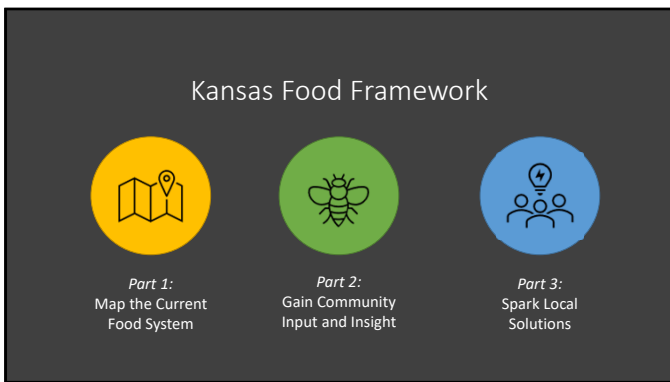 Kansas Food Framework
Part 1:
Map the Current
Food System
Part 2:
Gain Community
Input and Insight
Part 3:
Spark Local
Solutions